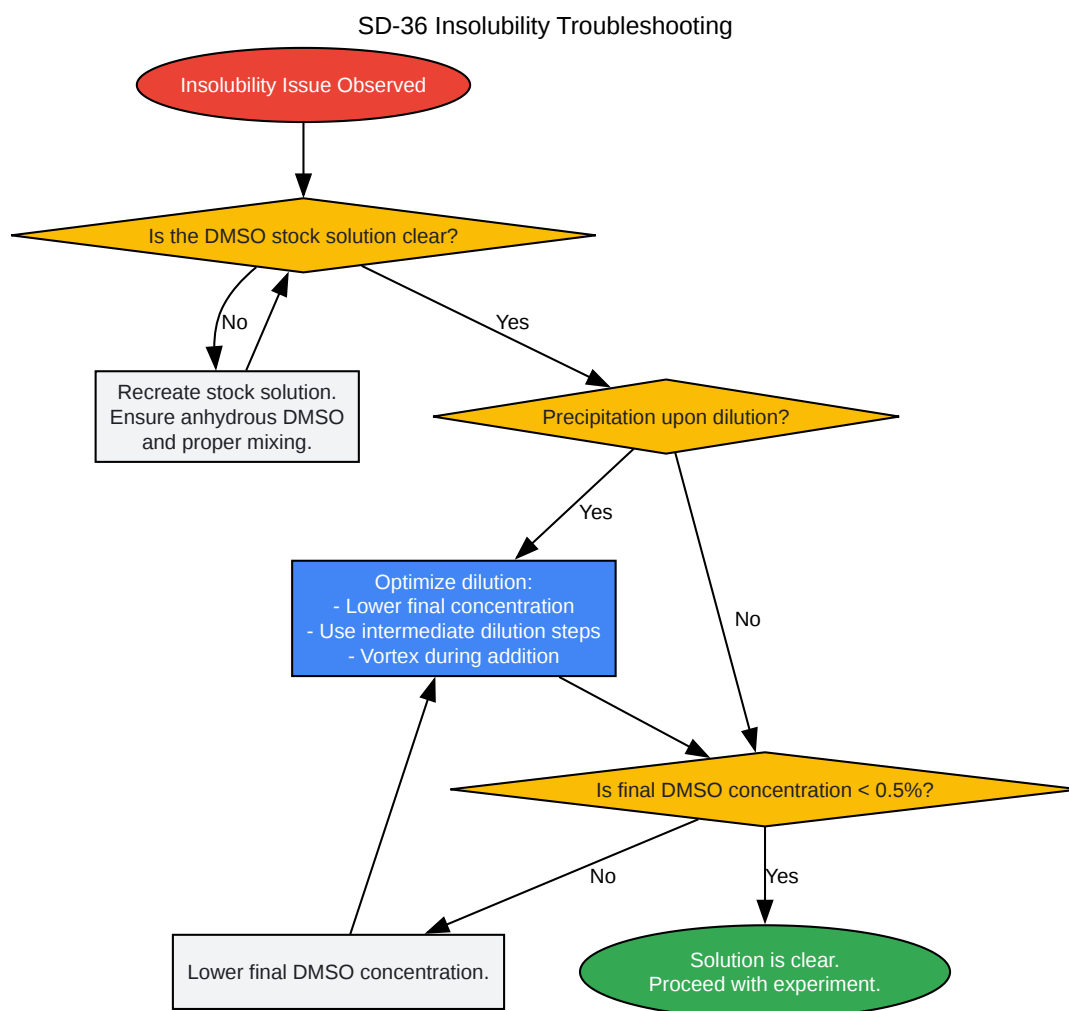 SD-36 Insolubility Troubleshooting
Insolubility Issue Observed
Is the DMSO stock solution clear?
No
Yes
Recreate stock solution.
Ensure anhydrous DMSO
and proper mixing.
Precipitation upon dilution?
Yes
No
Optimize dilution:
- Lower final concentration
- Use intermediate dilution steps
- Vortex during addition
Is final DMSO concentration < 0.5%?
No
Yes
Lower final DMSO concentration.
Solution is clear.
Proceed with experiment.